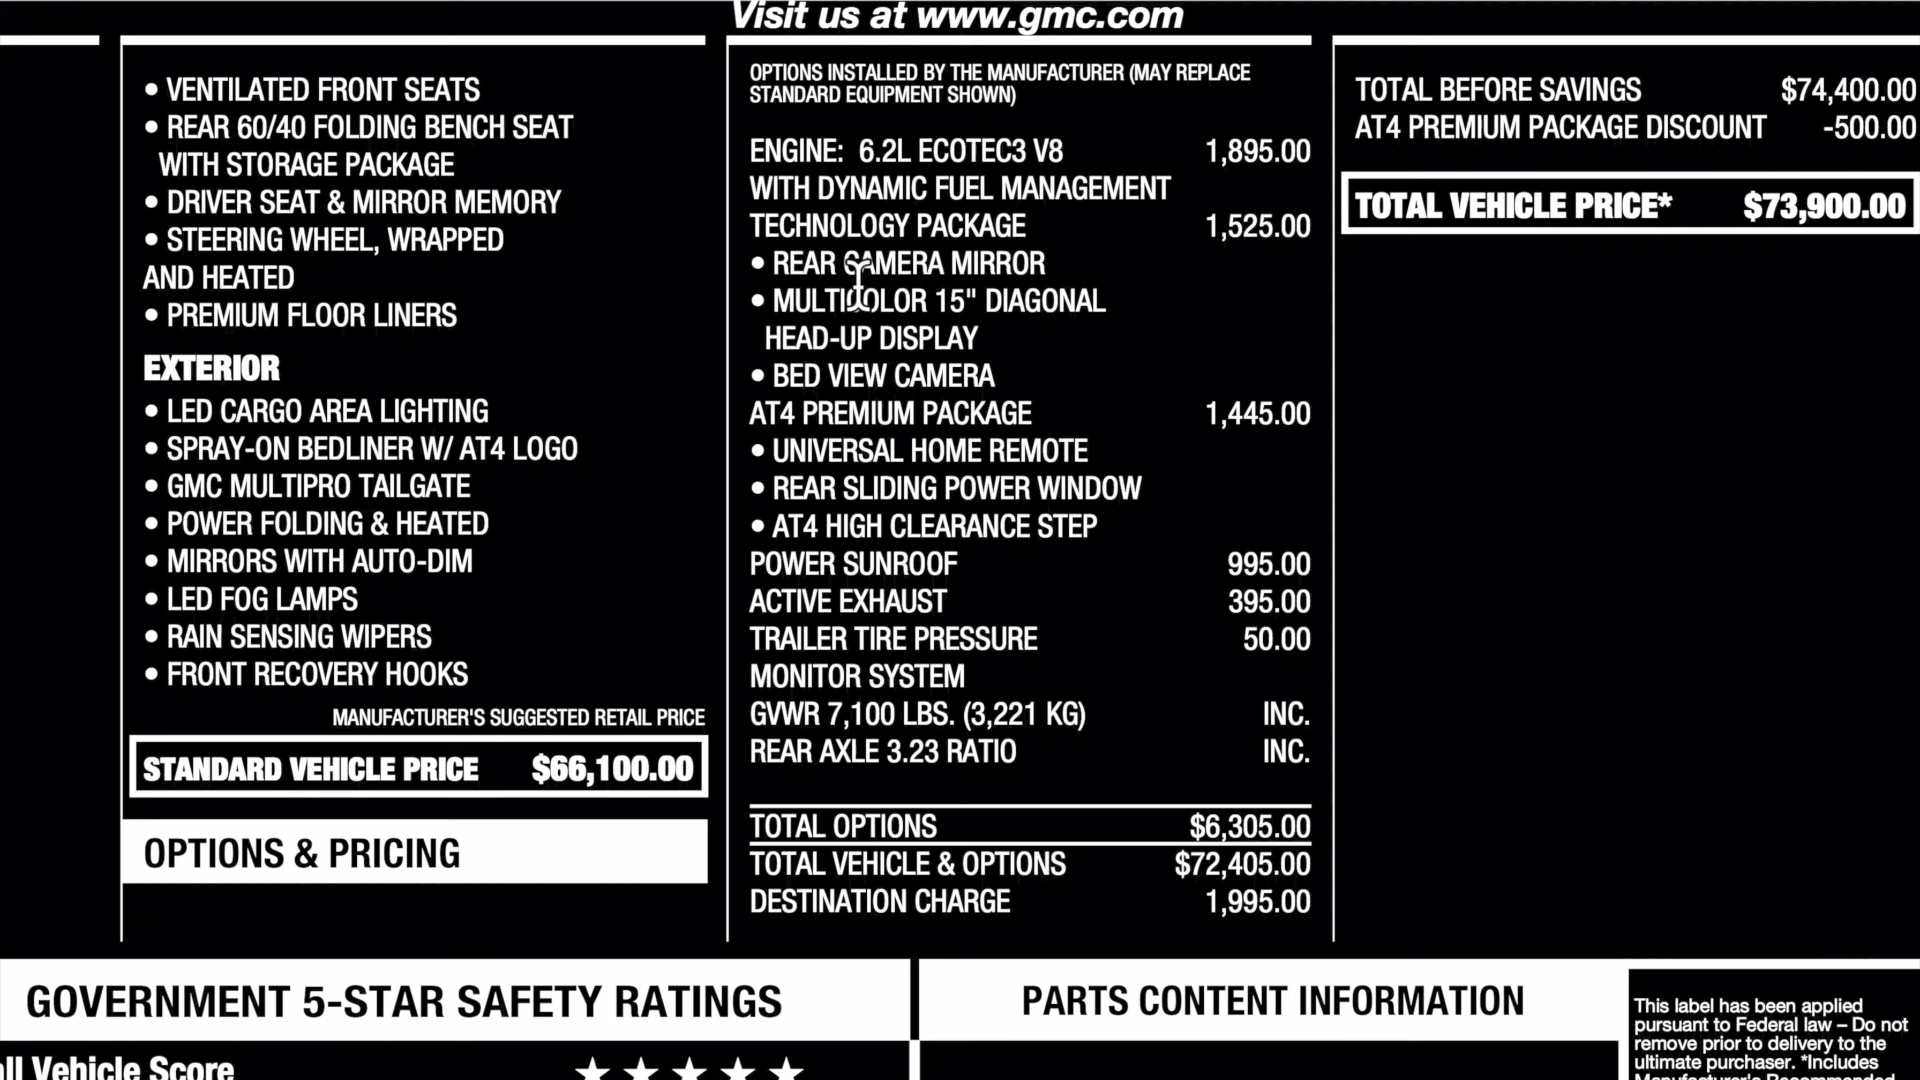 Visit us at www.gmc.com
• VENTILATED FRONT SEATS
• REAR 60/40 FOLDING BENCH SEAT
WITH STORAGE PACKAGE
• DRIVER SEAT & MIRROR MEMORY
• STEERING WHEEL, WRAPPED
AND HEATED
• PREMIUM FLOOR LINERS
EXTERIOR
• LED CARGO AREA LIGHTING
• SPRAY-ON BEDLINER W/ AT4 LOGO
• GMC MULTIPRO TAILGATE
• POWER FOLDING & HEATED
• MIRRORS WITH AUTO-DIM
• LED FOG LAMPS
• RAIN SENSING WIPERS
• FRONT RECOVERY HOOKS
MANUFACTURER'S SUGGESTED RETAIL PRICE
STANDARD VEHICLE PRICE $66,100.00
OPTIONS & PRICING
OPTIONS INSTALLED BY THE MANUFACTURER (MAY REPLACE
STANDARD EQUIPMENT SHOWN)
ENGINE: 6.2L ECOTEC3 V8 1,895.00
WITH DYNAMIC FUEL MANAGEMENT
TECHNOLOGY PACKAGE 1,525.00
• REAR CAMERA MIRROR
• MULTICOLOR 15" DIAGONAL
HEAD-UP DISPLAY
• BED VIEW CAMERA
AT4 PREMIUM PACKAGE 1,445.00
• UNIVERSAL HOME REMOTE
• REAR SLIDING POWER WINDOW
• AT4 HIGH CLEARANCE STEP
POWER SUNROOF 995.00
ACTIVE EXHAUST 395.00
TRAILER TIRE PRESSURE 50.00
MONITOR SYSTEM
GVWR 7,100 LBS. (3,221 KG) INC.
REAR AXLE 3.23 RATIO INC.
TOTAL OPTIONS $6,305.00
TOTAL VEHICLE & OPTIONS $72,405.00
DESTINATION CHARGE 1,995.00
TOTAL BEFORE SAVINGS $74,400.00
AT4 PREMIUM PACKAGE DISCOUNT -500.00
TOTAL VEHICLE PRICE* $73,900.00
GOVERNMENT 5-STAR SAFETY RATINGS
Vehicle Score ★★★★★
PARTS CONTENT INFORMATION
This label has been applied
pursuant to Federal law – Do not
remove prior to delivery to the
ultimate purchaser. *Includes